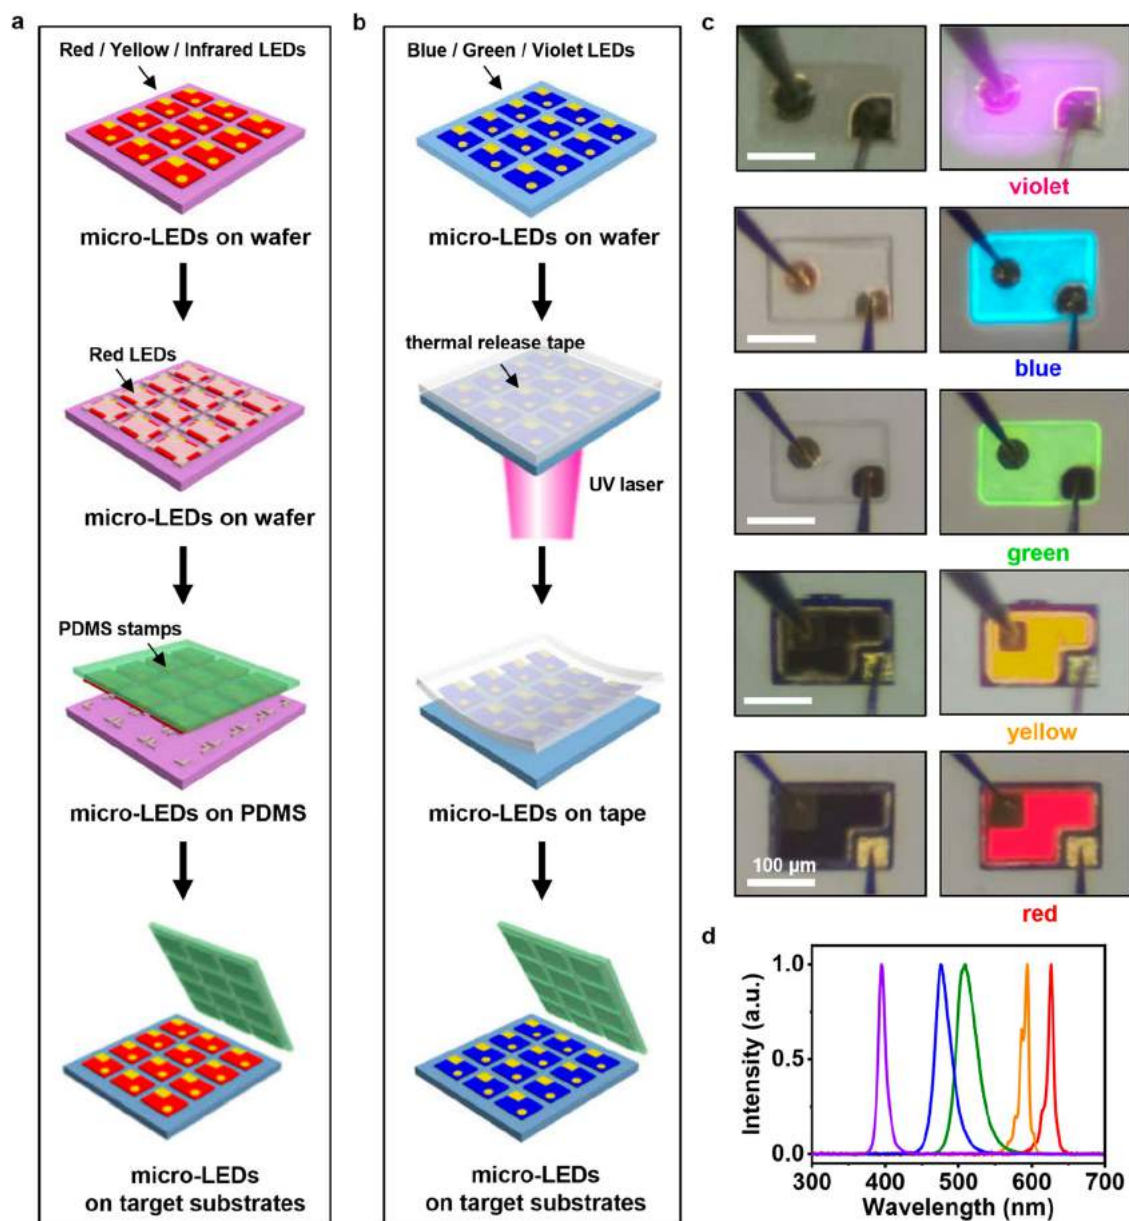 a
Red / Yellow / Infrared LEDs
micro-LEDs on wafer
Red LEDs
micro-LEDs on wafer
PDMS stamps
micro-LEDs on PDMS
micro-LEDs
on target substrates
b
Blue / Green / Violet LEDs
micro-LEDs on wafer
thermal release tape
UV laser
micro-LEDs on tape
micro-LEDs
on target substrates
c
violet
blue
green
yellow
100 μm
red
d
Intensity (a.u.)
1.0
0.5
0.0
300 400 500 600 700
Wavelength (nm)